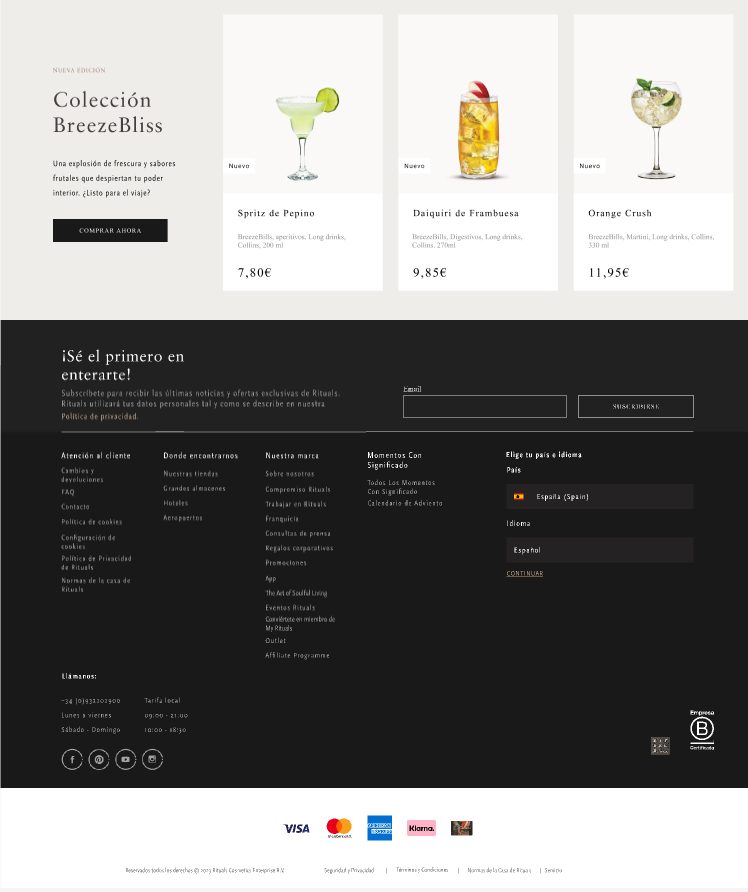 NUEVA EDICIÓN
Colección
BreezeBliss
Una explosión de frescura y sabores
frutales que despiertan tu poder
interior. ¿Listo para el viaje?
COMPRAR AHORA
Nuevo
Spritz de Pepino
BreezeBills, aperitivos, Long drinks,
Collins, 200 ml
7,80€
Nuevo
Daiquiri de Frambuesa
BreezeBills, Digestivos, Long drinks,
Collins, 270ml
9,85€
Nuevo
Orange Crush
BreezeBills, Martini, Long drinks, Collins,
330 ml
11,95€
¡Sé el primero en
enterarte!
Subscríbete para recibir las últimas noticias y ofertas exclusivas de Rituals.
Rituals utilizará tus datos personales tal y como se describe en nuestra
Política de privacidad.
Email
SUSCRIBIRSE
Atención al cliente
Cambios y
devoluciones
FAQ
Contacto
Política de cookies
Configuración de
cookies
Política de Privacidad
de Rituals
Normas de la casa de
Rituals
Donde encontrarnos
Nuestras tiendas
Grandes almacenes
Hoteles
Aeropuertos
Nuestra marca
Sobre nosotros
Compromiso Rituals
Trabajar en Rituals
Franquicia
Consultas de prensa
Regalos corporativos
Promociones
App
The Art of Soulful Living
Eventos Rituals
Conviértete en miembro de
My Rituals
Outlet
Affiliate Programme
Momentos Con
Significado
Todos Los Momentos
Con Significado
Calendario de Adviento
Elige tu país e idioma
País
España (Spain)
Idioma
Español
CONTINUAR
Llámanos:
+34 (0)932202900 Tarifa local
Lunes a viernes 09:00 - 21:00
Sábado - Domingo 10:00 - 18:30
Empresa
B
Certificada
VISA
mastercard
AMERICAN EXPRESS
Klarna.
Reservados todos los derechos © 2023 Rituals Cosmetics Enterprise B.V.
Seguridad y Privacidad | Términos y Condiciones | Normas de la Casa de Rituals | Servicio